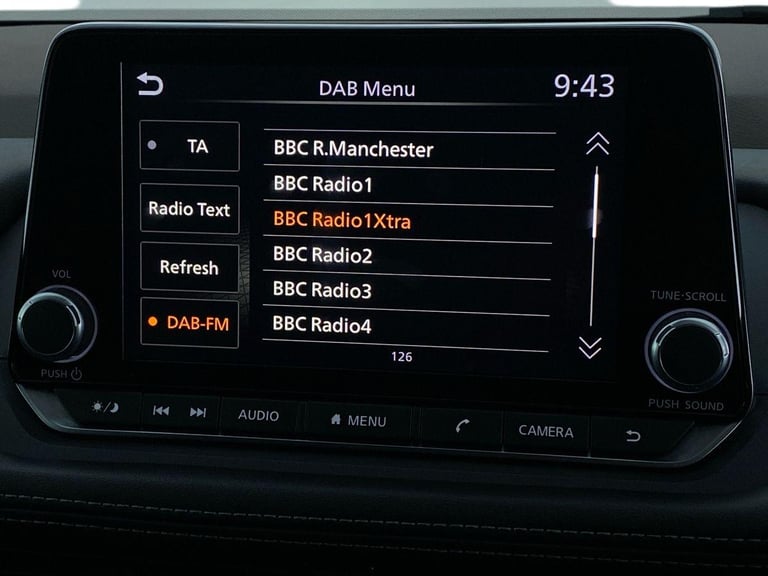 DAB Menu
9:43
TA
Radio Text
Refresh
DAB-FM
BBC R.Manchester
BBC Radio1
BBC Radio1Xtra
BBC Radio2
BBC Radio3
BBC Radio4
126
VOL
PUSH
TUNE·SCROLL
PUSH SOUND
AUDIO
MENU
CAMERA